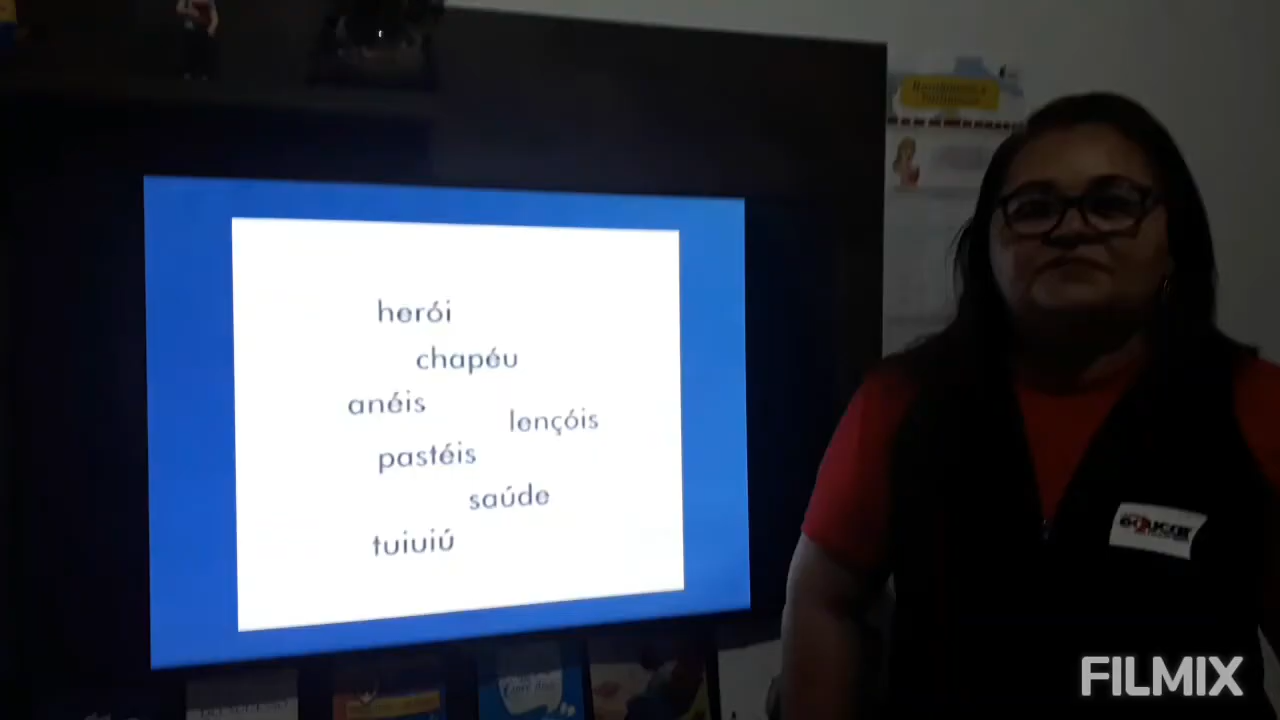 herói
chapéu
anéis
lençóis
pastéis
saúde
tuiuiú
FILMIX